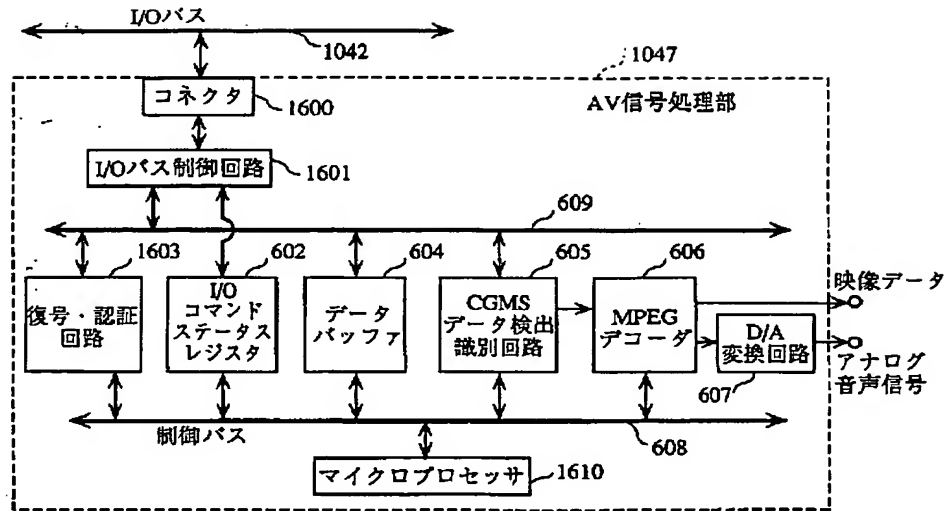 I/Oバス
1042
1047
AV信号処理部
コネクタ
1600
I/Oバス制御回路
1601
609
1603
602
604
605
606
復号・認証
回路
I/O
コマンド
ステータス
レジスタ
データ
バッファ
CGMS
データ検出
識別回路
MPEG
デコーダ
D/A
変換回路
607
映像データ
アナログ
音声信号
制御バス
608
マイクロプロセッサ
1610